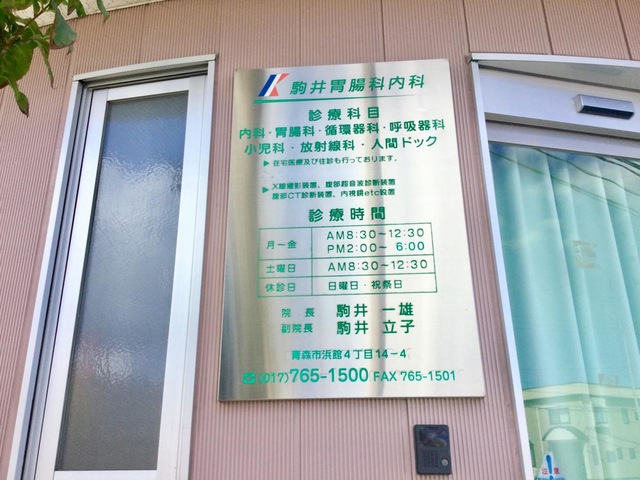 駒井胃腸科内科
診療科目
内科・胃腸科・循環器科・呼吸器科
小児科・放射線科・人間ドック
▶在宅医療及び往診も行っております。
▶X線撮影装置、腹部超音波診断装置
腹部CT診断装置、内視鏡etc設置
診療時間
月〜金 AM8:30〜12:30
PM2:00〜 6:00
土曜日 AM8:30〜12:30
休診日 日曜日・祝祭日
院長 駒井 一雄
副院長 駒井 立子
青森市浜館4丁目14-4
☎(017)765-1500 FAX 765-1501
注意